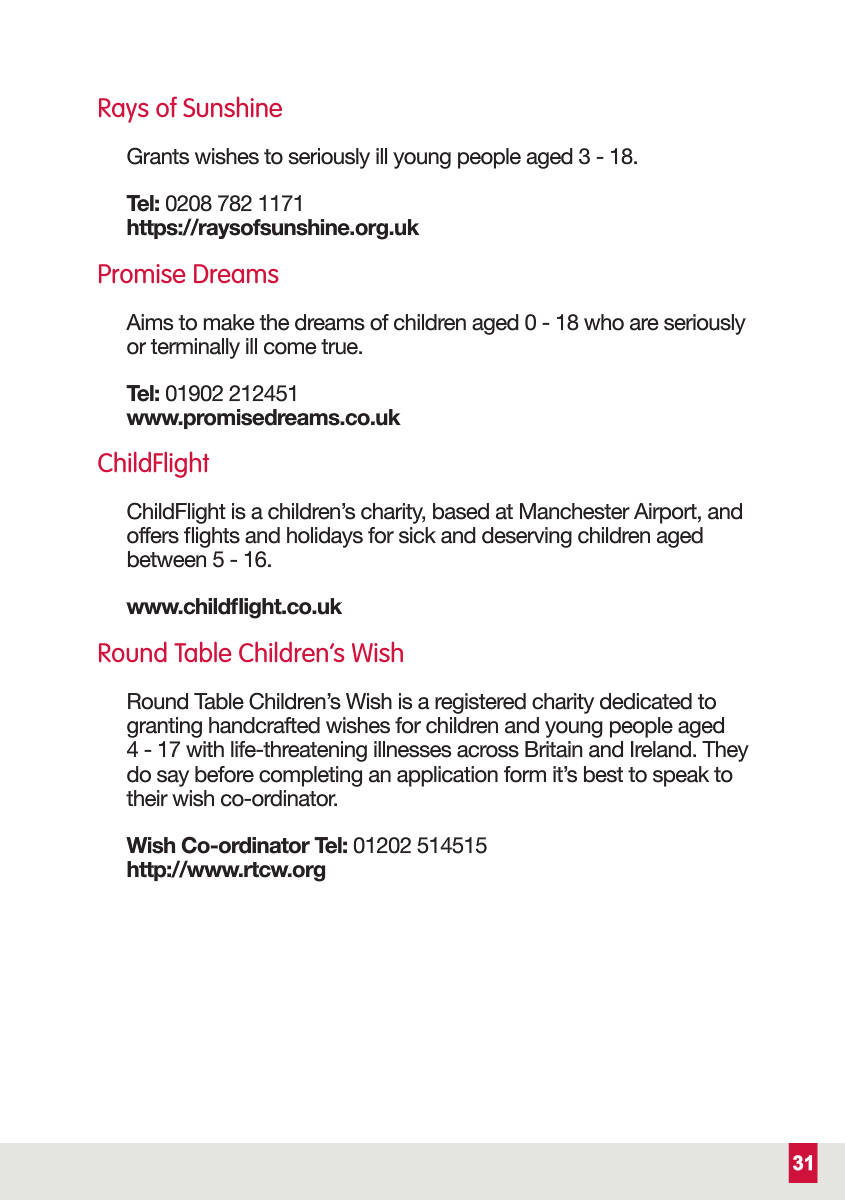 Rays of Sunshine
Grants wishes to seriously ill young people aged 3 - 18.
Tel: 0208 782 1171
https://raysofsunshine.org.uk
Promise Dreams
Aims to make the dreams of children aged 0 - 18 who are seriously
or terminally ill come true.
Tel: 01902 212451
www.promisedreams.co.uk
ChildFlight
ChildFlight is a children’s charity, based at Manchester Airport, and
offers flights and holidays for sick and deserving children aged
between 5 - 16.
www.childflight.co.uk
Round Table Children’s Wish
Round Table Children’s Wish is a registered charity dedicated to
granting handcrafted wishes for children and young people aged
4 - 17 with life-threatening illnesses across Britain and Ireland. They
do say before completing an application form it’s best to speak to
their wish co-ordinator.
Wish Co-ordinator Tel: 01202 514515
http://www.rtcw.org
31